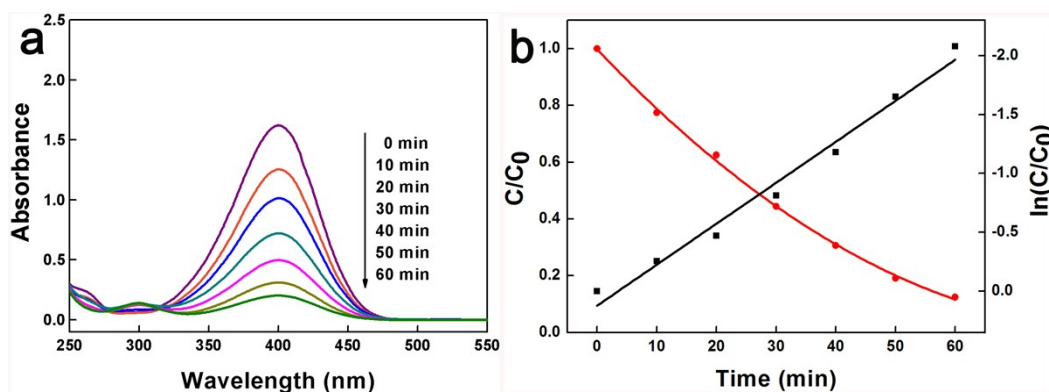 a
2.5
2.0
1.5
1.0
0.5
0.0
Absorbance
250 300 350 400 450 500 550
Wavelength (nm)
0 min
10 min
20 min
30 min
40 min
50 min
60 min
b
1.0
0.8
0.6
0.4
0.2
0.0
C/C0
0 10 20 30 40 50 60
Time (min)
-2.0
-1.5
-1.0
-0.5
0.0
ln(C/C0)